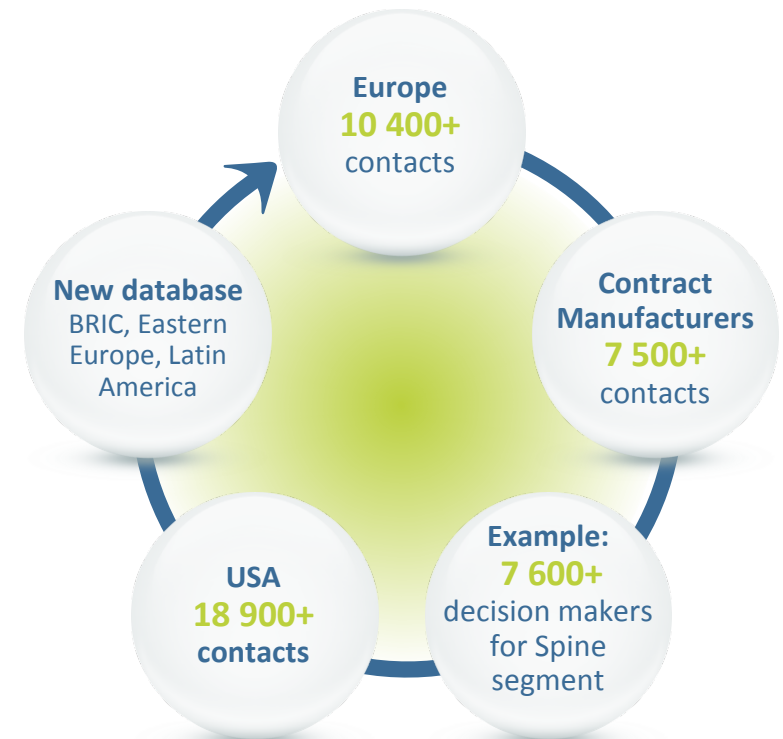 Europe
10 400+
contacts
Contract
Manufacturers
7 500+
contacts
Example:
7 600+
decision makers
for Spine
segment
USA
18 900+
contacts
New database
BRIC, Eastern
Europe, Latin
America